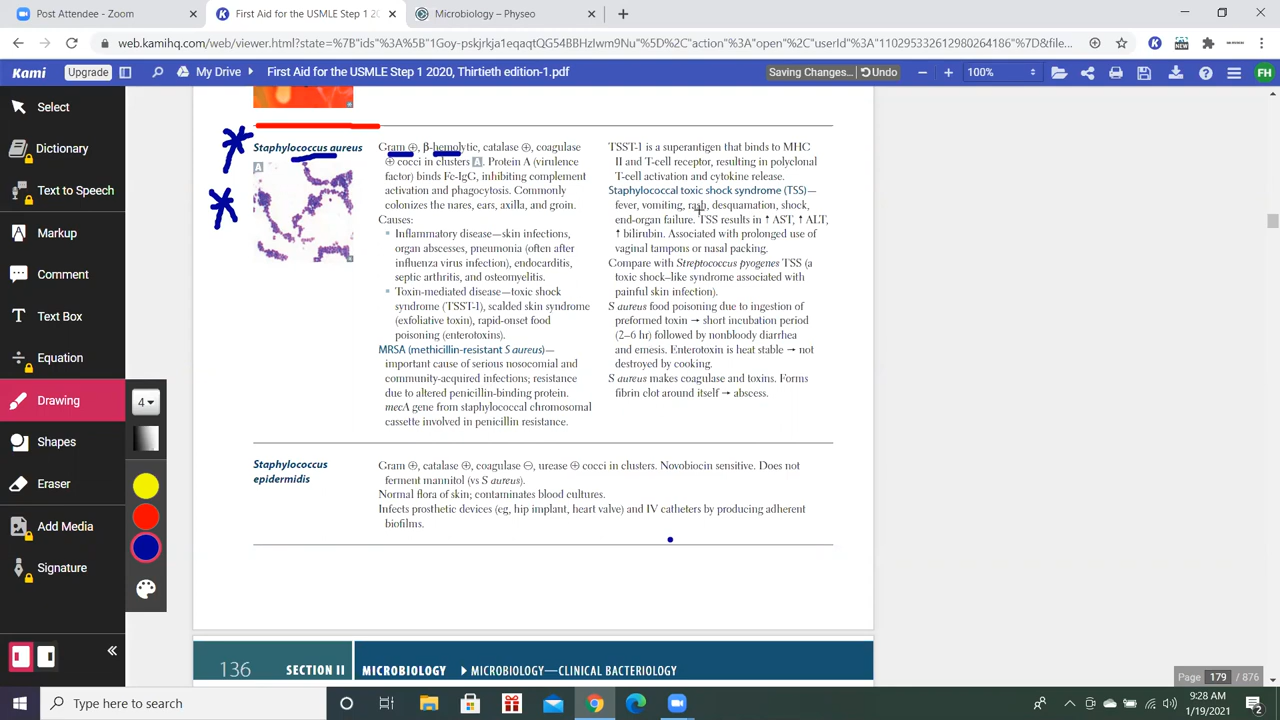 Post Attendee - Zoom
First Aid for the USMLE Step 1 20
Microbiology – Physeo
web.kamihq.com/web/viewer.html?state=%7B"ids"%3A%5B"1Goy-pskjrkja1eqaqtQG54BBHzIwm9Nu"%5D%2C"action"%3A"open"%2C"userId"%3A"110295332612980264186"%7D&file...
NEW
Kami
Upgrade
My Drive
First Aid for the USMLE Step 1 2020, Thirtieth edition-1.pdf
Saving Changes...
Undo
100%
FH
Select
Dictionary
Text to Speech
Markup
Comment
Text Box
Equation
Drawing
Shapes
Eraser
Add Media
Signature
4
Staphylococcus aureus
A
Gram ⊕, β-hemolytic, catalase ⊕, coagulase
⊕ cocci in clusters A. Protein A (virulence
factor) binds Fc-IgG, inhibiting complement
activation and phagocytosis. Commonly
colonizes the nares, ears, axilla, and groin.
Causes:
▪ Inflammatory disease—skin infections,
organ abscesses, pneumonia (often after
influenza virus infection), endocarditis,
septic arthritis, and osteomyelitis.
▪ Toxin-mediated disease—toxic shock
syndrome (TSST-1), scalded skin syndrome
(exfoliative toxin), rapid-onset food
poisoning (enterotoxins).
MRSA (methicillin-resistant S aureus)—
important cause of serious nosocomial and
community-acquired infections; resistance
due to altered penicillin-binding protein.
mecA gene from staphylococcal chromosomal
cassette involved in penicillin resistance.
TSST-1 is a superantigen that binds to MHC
II and T-cell receptor, resulting in polyclonal
T-cell activation and cytokine release.
Staphylococcal toxic shock syndrome (TSS)—
fever, vomiting, rash, desquamation, shock,
end-organ failure. TSS results in ↑ AST, ↑ ALT,
↑ bilirubin. Associated with prolonged use of
vaginal tampons or nasal packing.
Compare with Streptococcus pyogenes TSS (a
toxic shock–like syndrome associated with
painful skin infection).
S aureus food poisoning due to ingestion of
preformed toxin → short incubation period
(2–6 hr) followed by nonbloody diarrhea
and emesis. Enterotoxin is heat stable → not
destroyed by cooking.
S aureus makes coagulase and toxins. Forms
fibrin clot around itself → abscess.
Staphylococcus
epidermidis
Gram ⊕, catalase ⊕, coagulase ⊖, urease ⊕ cocci in clusters. Novobiocin sensitive. Does not
ferment mannitol (vs S aureus).
Normal flora of skin; contaminates blood cultures.
Infects prosthetic devices (eg, hip implant, heart valve) and IV catheters by producing adherent
biofilms.
136 SECTION II MICROBIOLOGY ▶ MICROBIOLOGY—CLINICAL BACTERIOLOGY
Page 179 / 876
Type here to search
9:28 AM
1/19/2021
2